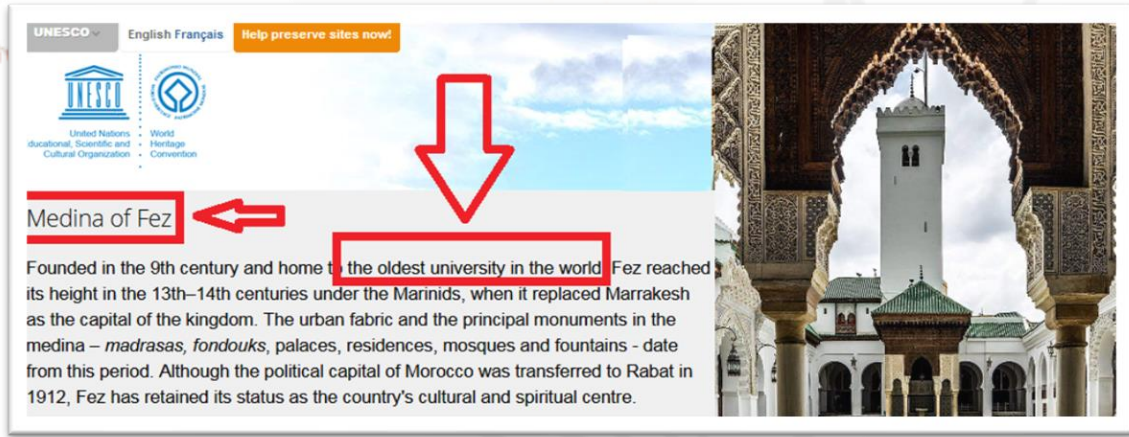 UNESCO
English Français
Help preserve sites now!
UNESCO
United Nations
ducational, Scientific and
Cultural Organization
World
Heritage
Convention
Medina of Fez
Founded in the 9th century and home to the oldest university in the world, Fez reached
its height in the 13th–14th centuries under the Marinids, when it replaced Marrakesh
as the capital of the kingdom. The urban fabric and the principal monuments in the
medina – madrasas, fondouks, palaces, residences, mosques and fountains - date
from this period. Although the political capital of Morocco was transferred to Rabat in
1912, Fez has retained its status as the country's cultural and spiritual centre.